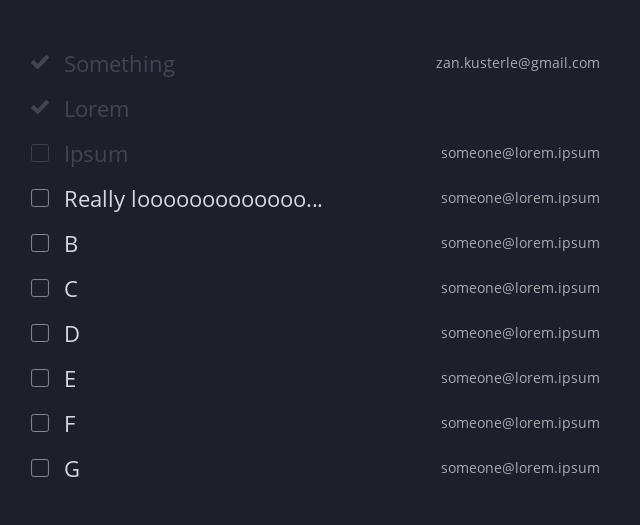 Something zan.kusterle@gmail.com
Lorem
Ipsum someone@lorem.ipsum
Really looooooooooooo... someone@lorem.ipsum
B someone@lorem.ipsum
C someone@lorem.ipsum
D someone@lorem.ipsum
E someone@lorem.ipsum
F someone@lorem.ipsum
G someone@lorem.ipsum